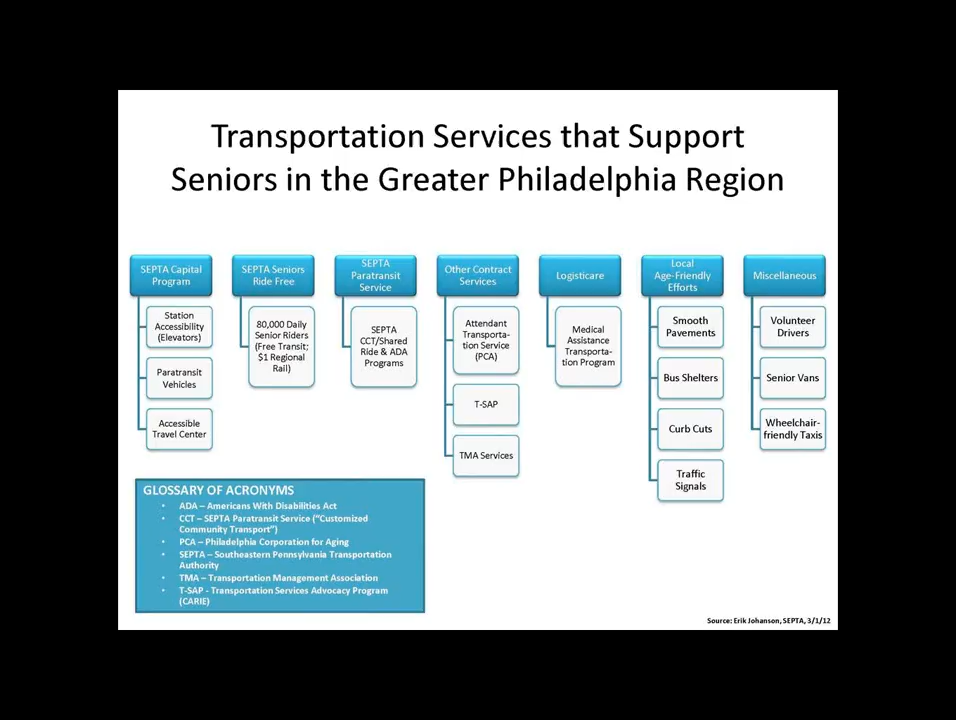 Transportation Services that Support
Seniors in the Greater Philadelphia Region
SEPTA Capital
Program
Station
Accessibility
(Elevators)
Paratransit
Vehicles
Accessible
Travel Center
SEPTA Seniors
Ride Free
80,000 Daily
Senior Riders
(Free Transit;
$1 Regional
Rail)
SEPTA
Paratransit
Service
SEPTA
CCT/Shared
Ride & ADA
Programs
Other Contract
Services
Attendant
Transporta-
tion Service
(PCA)
T-SAP
TMA Services
Logisticare
Medical
Assistance
Transporta-
tion Program
Local
Age-Friendly
Efforts
Smooth
Pavements
Bus Shelters
Curb Cuts
Traffic
Signals
Miscellaneous
Volunteer
Drivers
Senior Vans
Wheelchair-
friendly Taxis
GLOSSARY OF ACRONYMS
• ADA – Americans With Disabilities Act
• CCT – SEPTA Paratransit Service ("Customized
Community Transport")
• PCA – Philadelphia Corporation for Aging
• SEPTA – Southeastern Pennsylvania Transportation
Authority
• TMA – Transportation Management Association
• T-SAP - Transportation Services Advocacy Program
(CARIE)
Source: Erik Johanson, SEPTA, 3/1/12